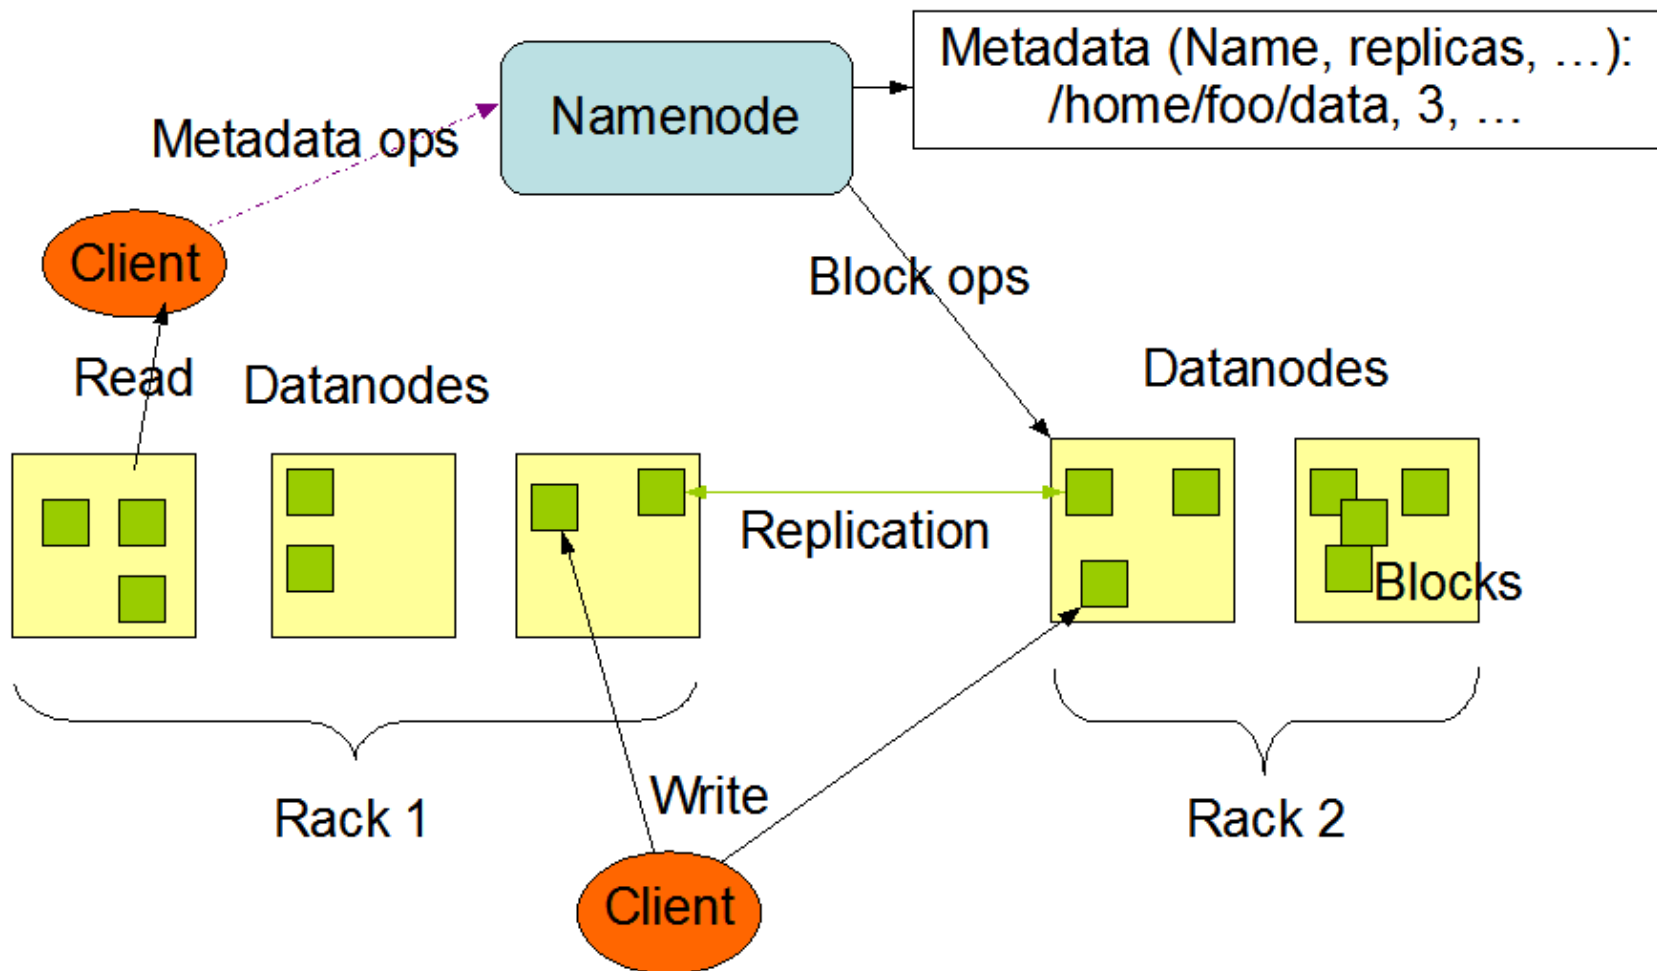 Metadata (Name, replicas, …):
/home/foo/data, 3, …
Namenode
Metadata ops
Client
Block ops
Read
Datanodes
Datanodes
Replication
Blocks
Rack 1
Write
Rack 2
Client